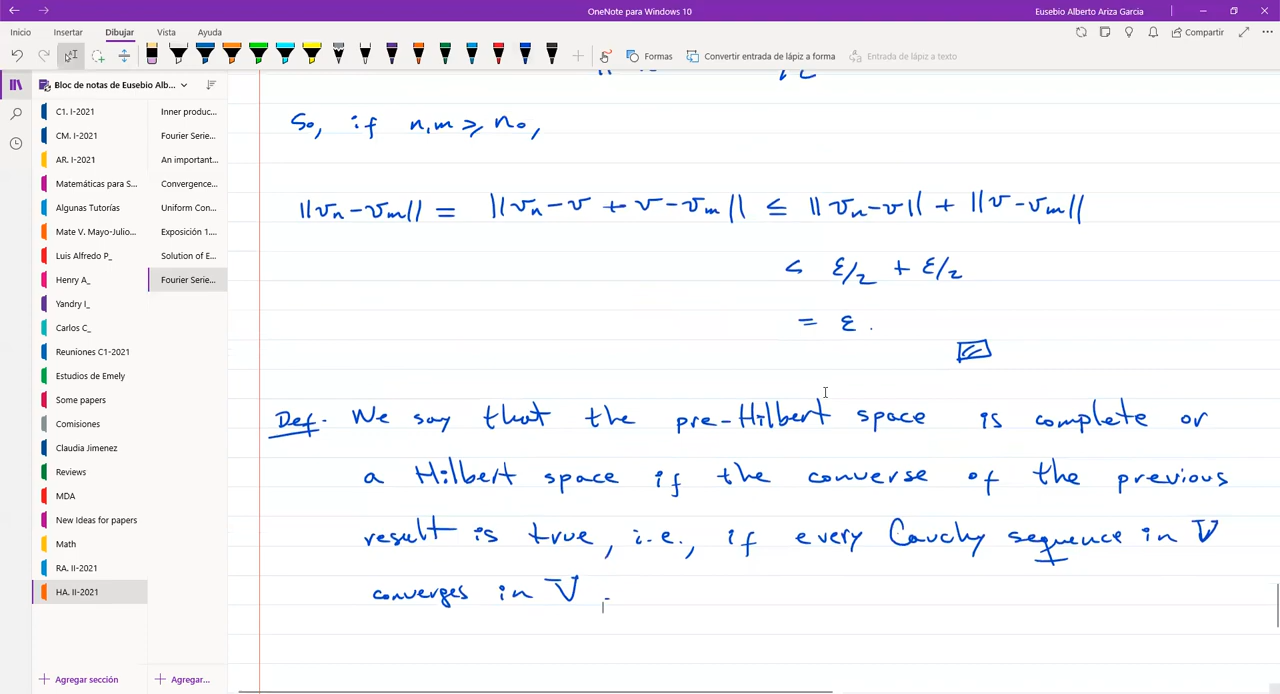 OneNote para Windows 10
Eusebio Alberto Ariza Garcia
Inicio Insertar Dibujar Vista Ayuda
Compartir
Formas
Convertir entrada de lápiz a forma
Entrada de lápiz a texto
Bloc de notas de Eusebio Alb...
C1. I-2021
CM. I-2021
AR. I-2021
Matemáticas para S...
Algunas Tutorías
Mate V. Mayo-Julio...
Luis Alfredo P_
Henry A_
Yandry I_
Carlos C_
Reuniones C1-2021
Estudios de Emely
Some papers
Comisiones
Claudia Jimenez
Reviews
MDA
New Ideas for papers
Math
RA. II-2021
HA. II-2021
Agregar sección
Inner produc...
Fourier Serie...
An important...
Convergence...
Uniform Con...
Exposición 1....
Solution of E...
Fourier Serie...
Agregar...
So, if n,m ≥ n₀,
||vₙ-vₘ|| = ||vₙ-v + v-vₘ|| ≤ ||vₙ-v|| + ||v-vₘ||
< ε/2 + ε/2
= ε.
Def. We say that the pre-Hilbert space is complete or
a Hilbert space if the converse of the previous
result is true, i.e., if every Cauchy sequence in V
converges in V